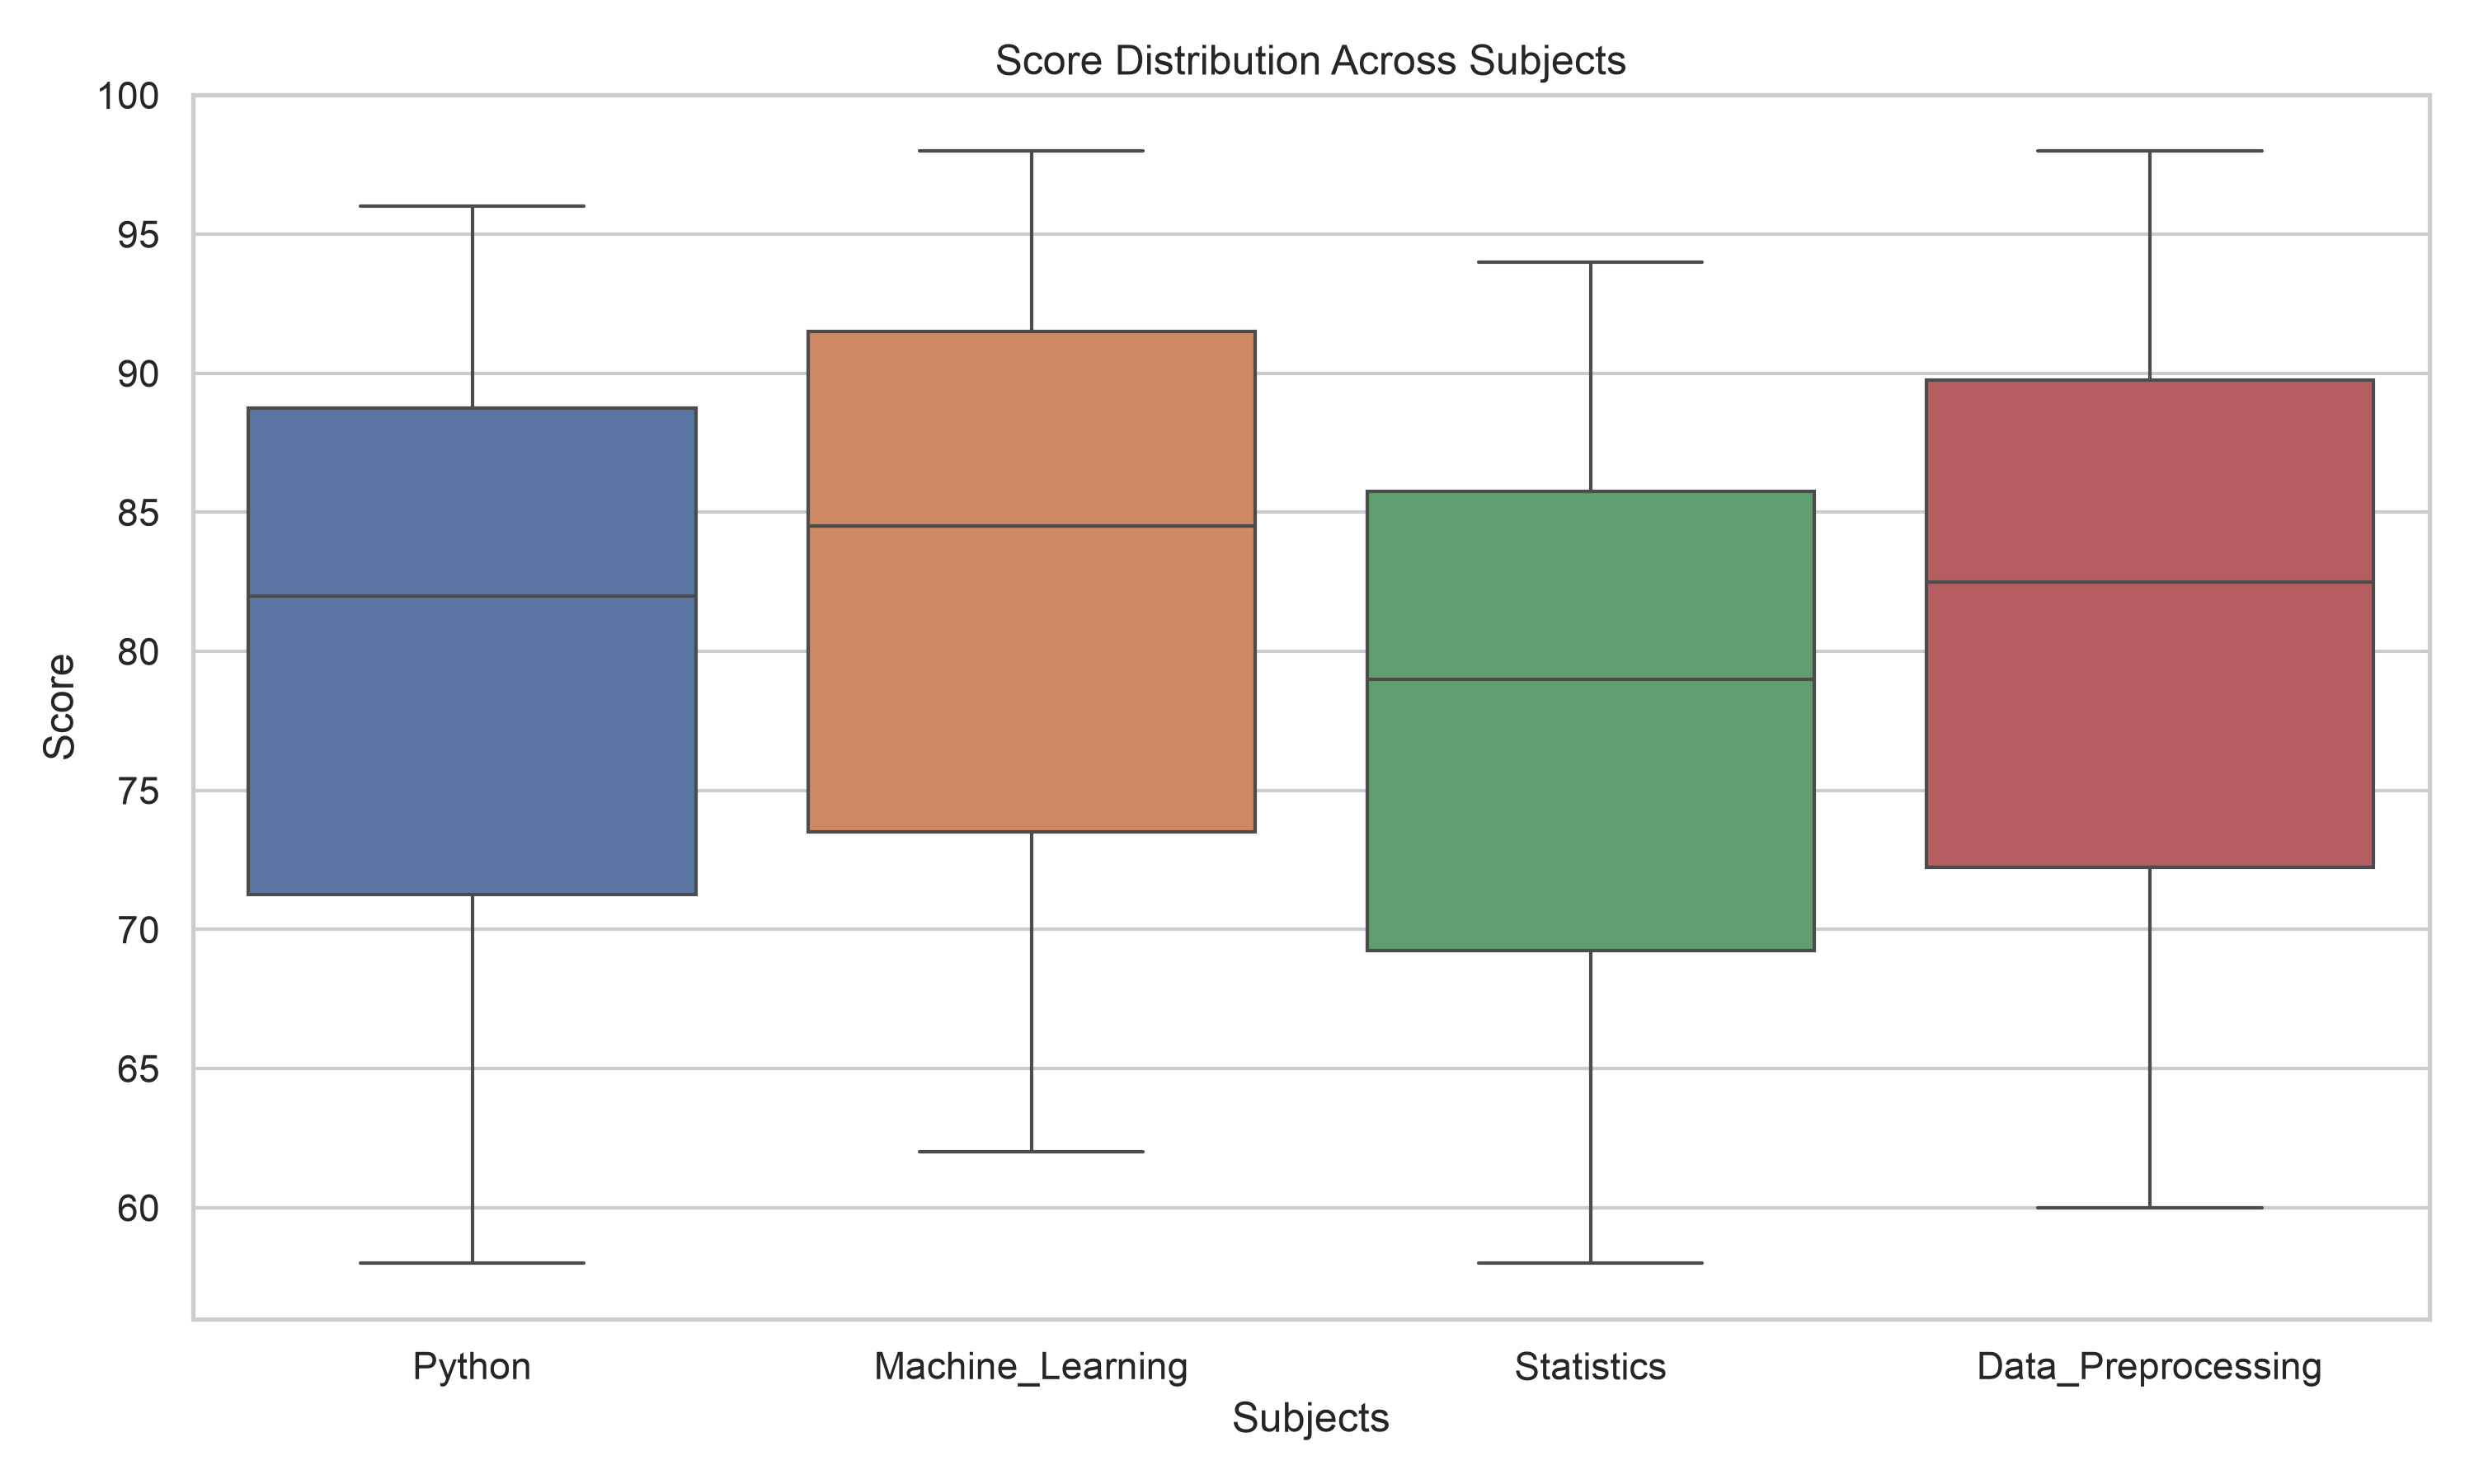 Score Distribution Across Subjects
100
95
90
85
80
75
70
65
60
Score
Python Machine_Learning Statistics Data_Preprocessing
Subjects